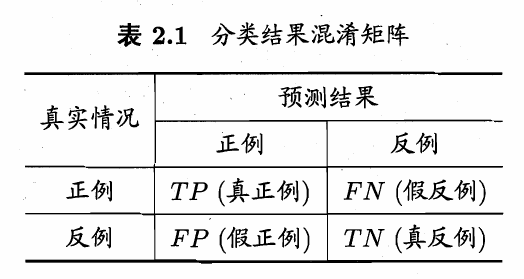 表 2.1 分类结果混淆矩阵
真实情况 预测结果
正例 反例
正例 TP (真正例) FN (假反例)
反例 FP (假正例) TN (真反例)